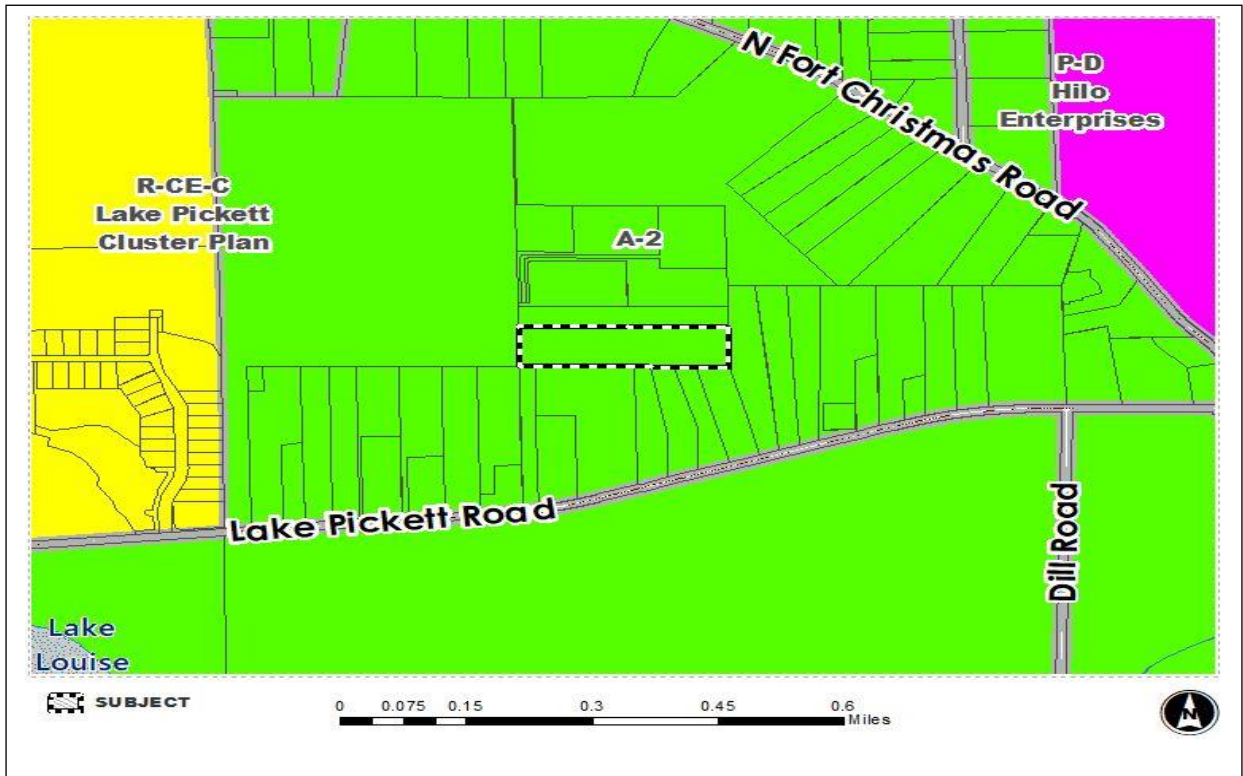 N Fort Christmas Road
P-D
Hilo
Enterprises
R-CE-C
Lake Pickett
Cluster Plan
A-2
Lake Pickett Road
Dill Road
Lake
Louise
SUBJECT
0 0.075 0.15 0.3 0.45 0.6
Miles
N